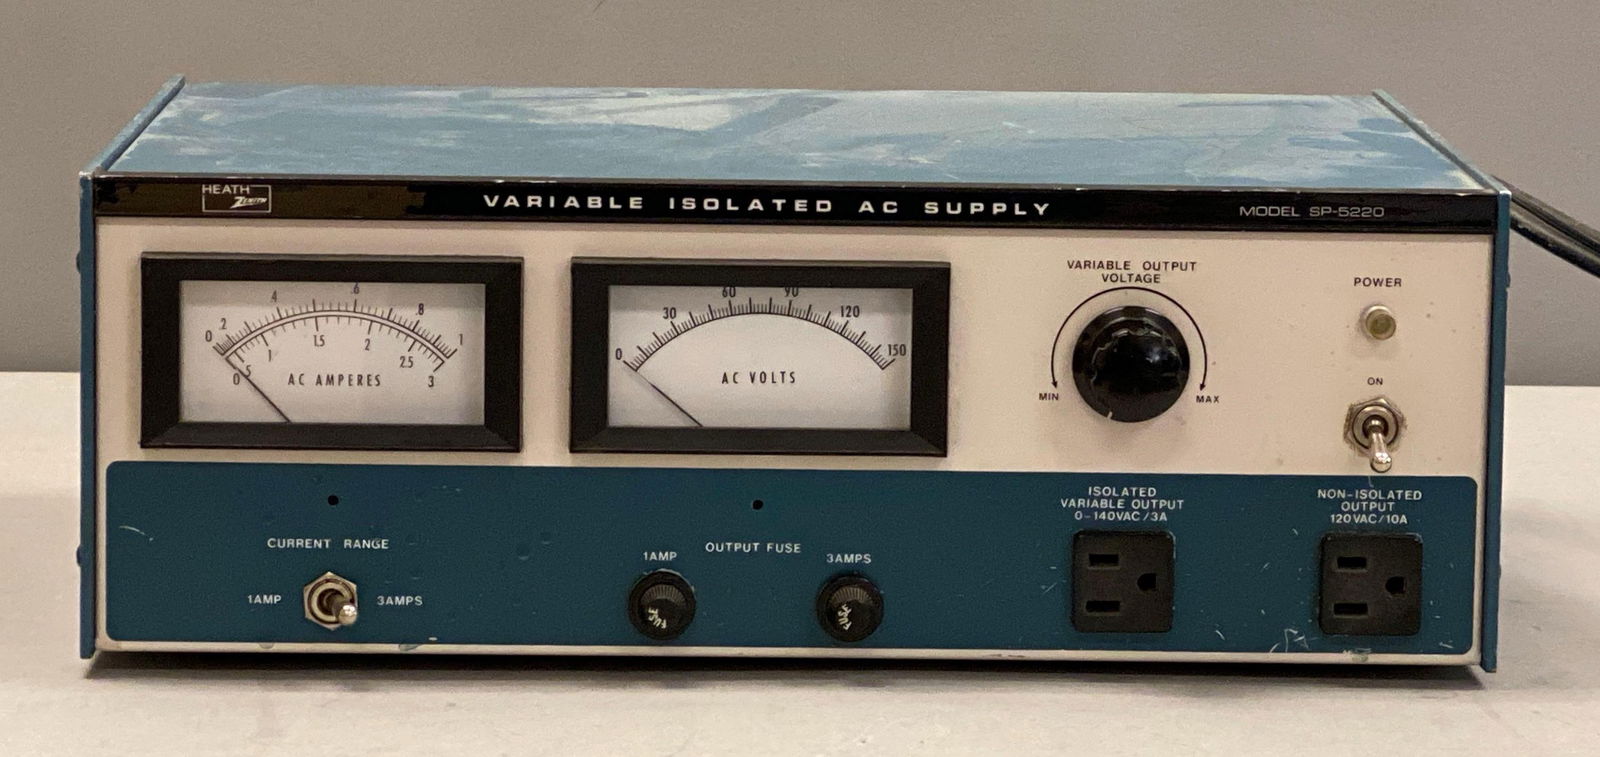 HEATH
ZENITH
VARIABLE ISOLATED AC SUPPLY
MODEL SP-5220
0 .2 .4 .6 .8 1
0 .5 1 1.5 2 2.5 3
AC AMPERES
0 30 60 90 120 150
AC VOLTS
VARIABLE OUTPUT
VOLTAGE
MIN MAX
POWER
ON
CURRENT RANGE
1AMP 3AMPS
OUTPUT FUSE
1AMP 3AMPS
FUSE FUSE
ISOLATED
VARIABLE OUTPUT
0-140VAC/3A
NON-ISOLATED
OUTPUT
120VAC/10A